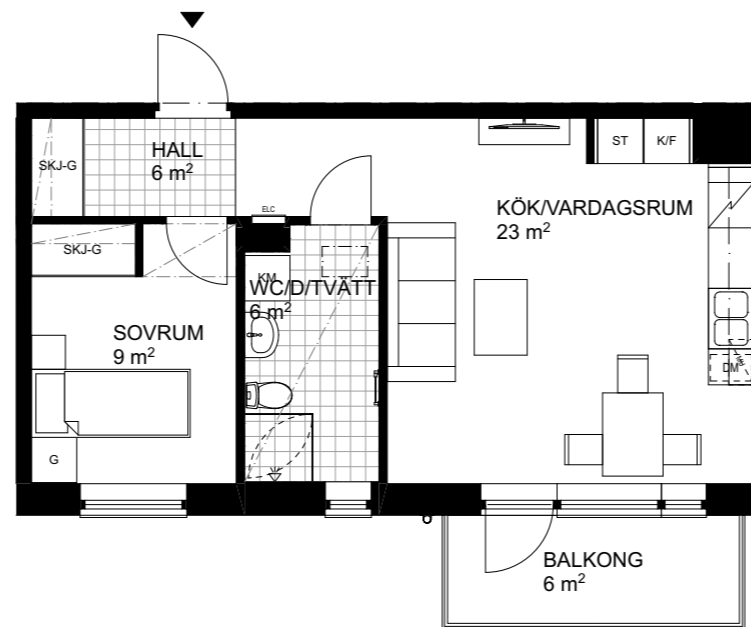 SKJ-G
HALL
6 m²
ELC
ST
K/F
KÖK/VARDAGSRUM
23 m²
SKJ-G
KM
WC/D/TVÄTT
6 m²
SOVRUM
9 m²
DM
G
BALKONG
6 m²